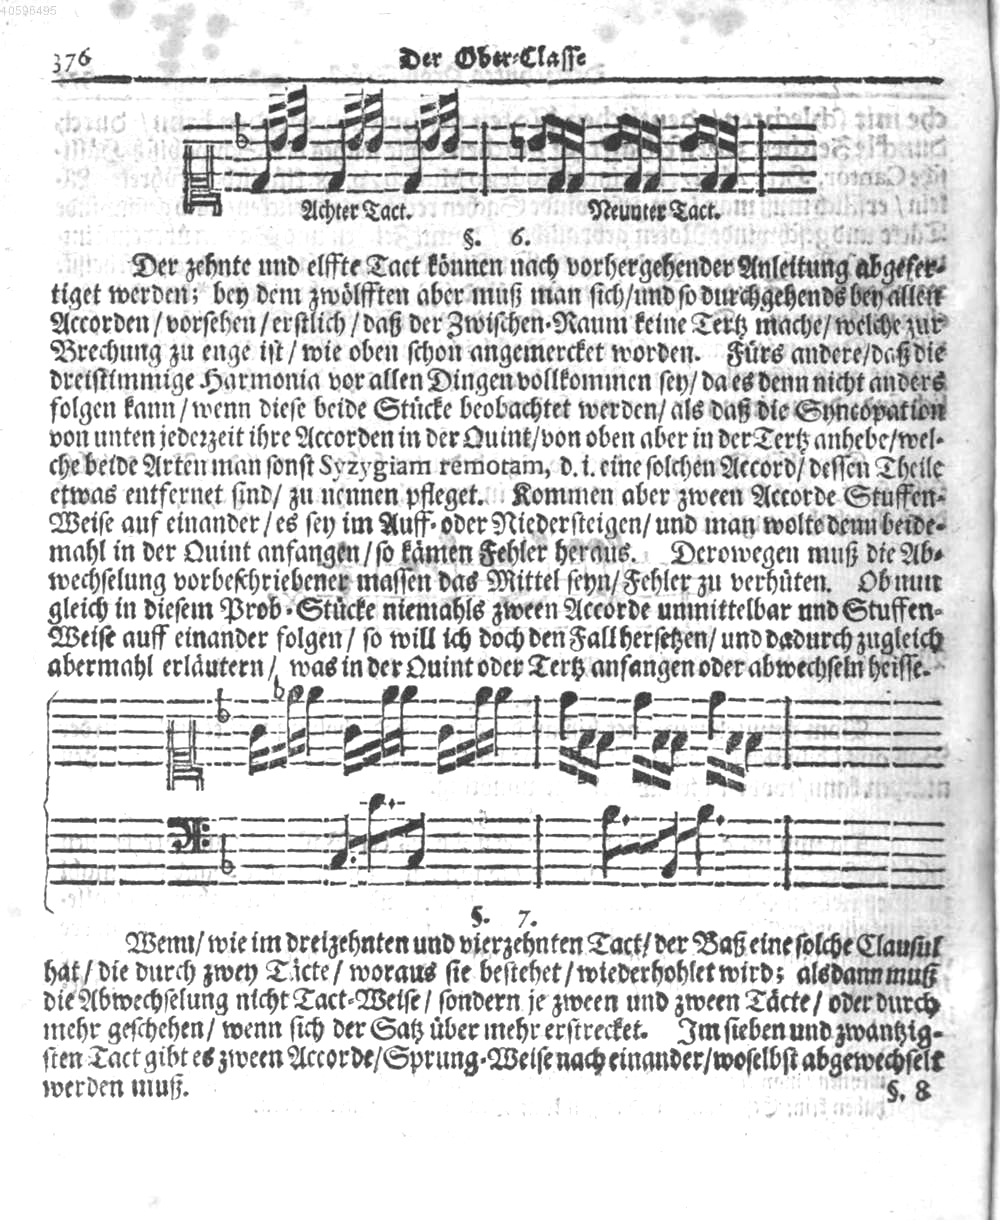 40596495
376 Der Ober-Classe
Achter Tact. Neunter Tact.
§. 6.
Der zehnte und elffte Tact können nach vorhergehender Anleitung abgefer-
tiget werden; bey dem zwölfften aber muß man sich/und so durchgehends bey allen
Accorden/vorsehen/erstlich/daß der Zwischen-Raum keine Tertz mache/welche zur
Brechung zu enge ist/wie oben schon angemercket worden. Fürs andere/daß die
dreistimmige Harmonia vor allen Dingen vollkommen sey/da es denn nicht anders
folgen kann/wenn diese beide Stücke beobachtet werden/als daß die Syncopation
von unten jederzeit ihre Accorden in der Quint/von oben aber in der Tertz anhebe/wel-
che beide Arten man sonst Syzygiam remotam, d. i. eine solchen Accord/dessen Theile
etwas entfernet sind/zu nennen pfleget. Kommen aber zween Accorde Stuffen-
Weise auf einander/es sey im Auff- oder Niedersteigen/und man wolte denn beide-
mahl in der Quint anfangen/so kämen Fehler heraus. Derowegen muß die Ab-
wechselung vorbeschriebener massen das Mittel seyn/Fehler zu verhüten. Ob nun
gleich in diesem Prob-Stücke niemahls zween Accorde unmittelbar und Stuffen-
Weise auff einander folgen/so will ich doch den Fall hersetzen/und dadurch zugleich
abermahl erläutern/ was in der Quint oder Tertz anfangen oder abwechseln heisse.
§. 7.
Wenn/wie im dreizehnten und vierzehnten Tact/der Baß eine solche Clausul
hat/die durch zwey Täcte/woraus sie bestehet/wiederhohlet wird; alsdann muß
die Abwechselung nicht Tact-Weise/sondern je zween und zween Täcte/oder durch
mehr geschehen/wenn sich der Satz über mehr erstrecket. Im sieben und zwantzig-
sten Tact gibt es zween Accorde/Sprung-Weise nach einander/woselbst abgewechselt
werden muß. §. 8